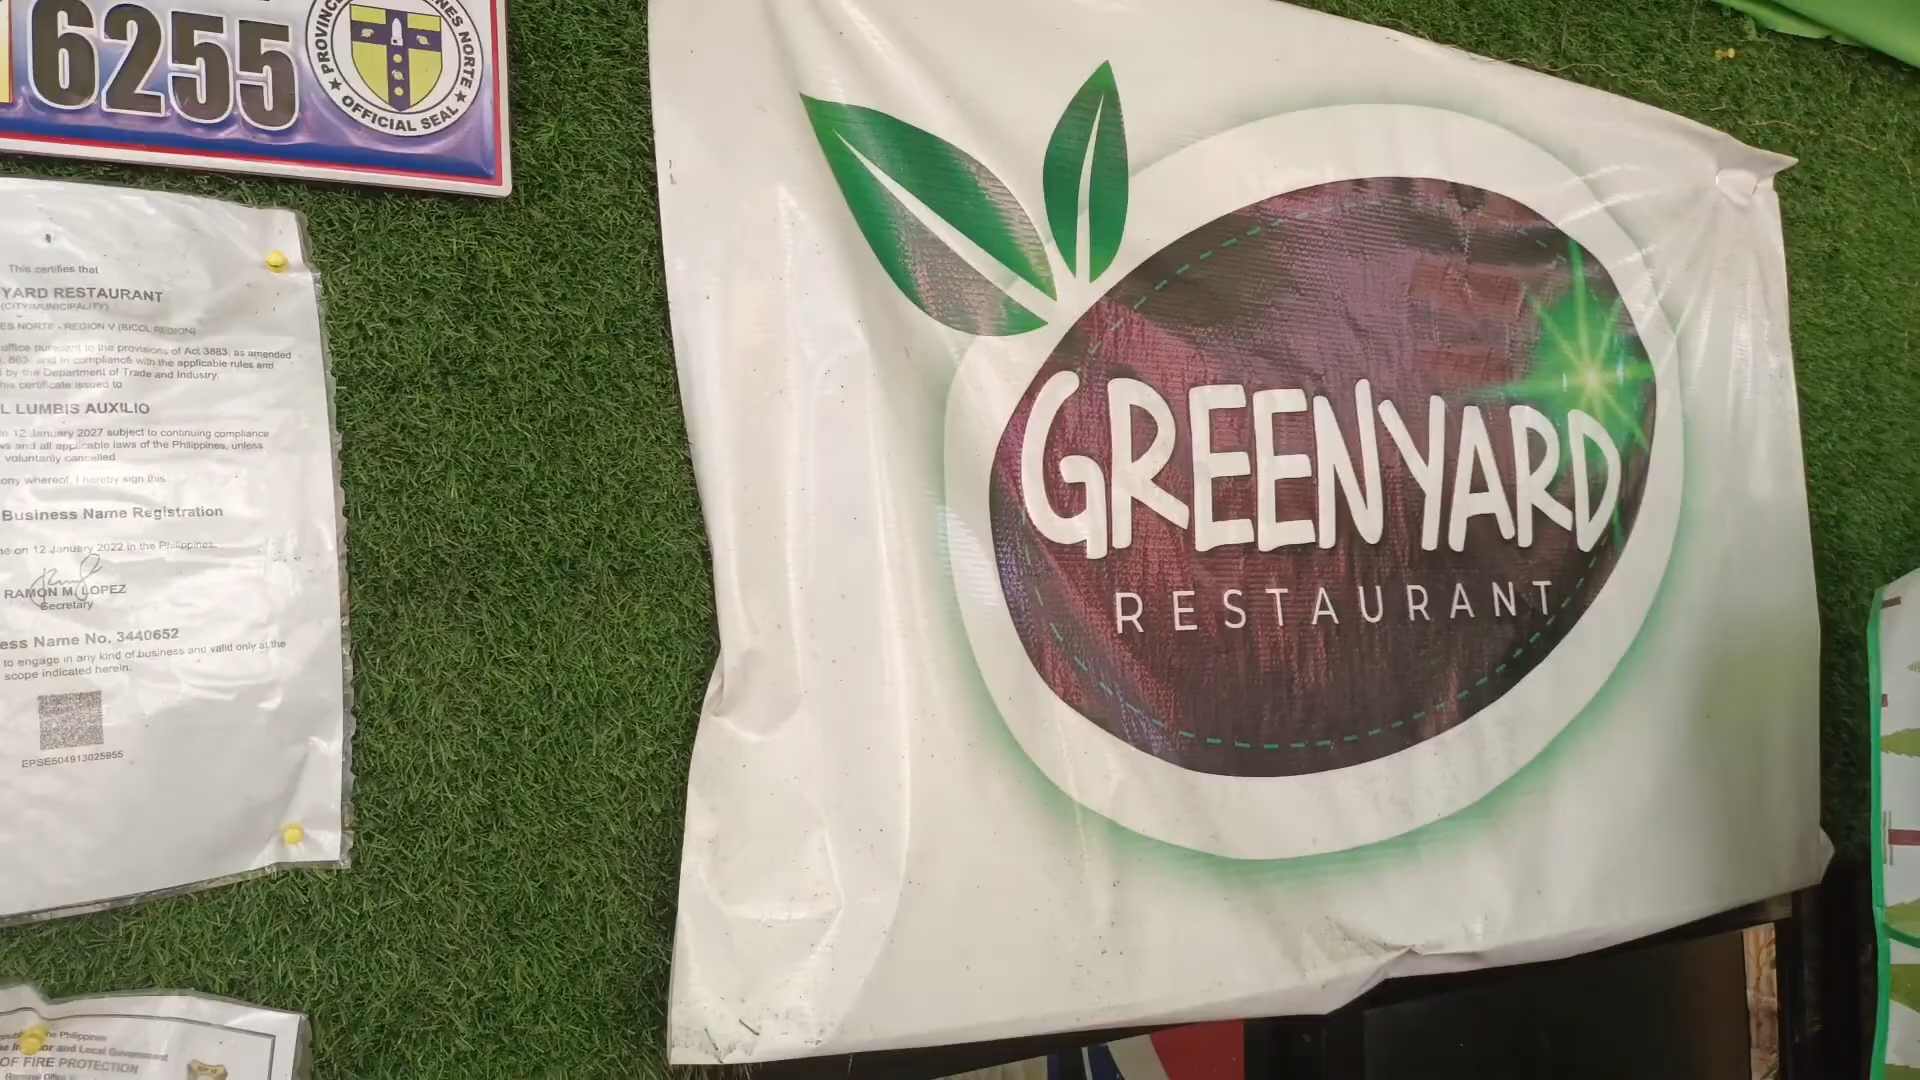 6255
PROVINCE
NES NORTE
OFFICIAL SEAL
This certifies that
YARD RESTAURANT
(CITY/MUNICIPALITY)
ES NORTE - REGION V (BICOL REGION)
office pursuant to the provisions of Act 3883, as amended
863, and in compliance with the applicable rules and
by the Department of Trade and Industry.
his certificate issued to
L LUMBIS AUXILIO
12 January 2027 subject to continuing compliance
ws and all applicable laws of the Philippines, unless
voluntarily cancelled
ony whereof, I hereby sign this
Business Name Registration
ne on 12 January 2022 in the Philippines.
RAMON M. LOPEZ
Secretary
ess Name No. 3440652
to engage in any kind of business and valid only at the
scope indicated herein.
EPSE504913025955
he Philippines
or and Local Government
OF FIRE PROTECTION
GREENYARD
RESTAURANT